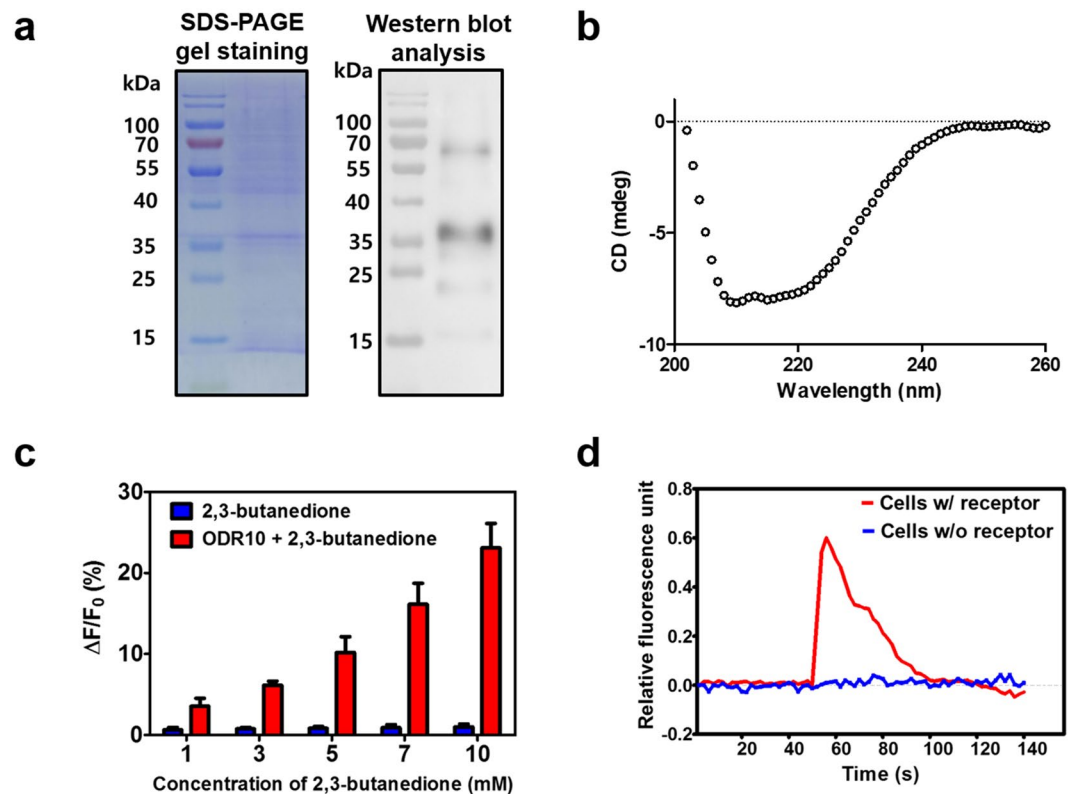 a
SDS-PAGE
gel staining
kDa
100
70
55
40
35
25
15
Western blot
analysis
kDa
100
70
55
40
35
25
15
b
CD (mdeg)
0
-5
-10
200
220
240
260
Wavelength (nm)
c
ΔF/F₀ (%)
30
20
10
0
2,3-butanedione
ODR10 + 2,3-butanedione
1
3
5
7
10
Concentration of 2,3-butanedione (mM)
d
Relative fluorescence unit
0.8
0.6
0.4
0.2
0.0
-0.2
Cells w/ receptor
Cells w/o receptor
20
40
60
80
100
120
140
Time (s)